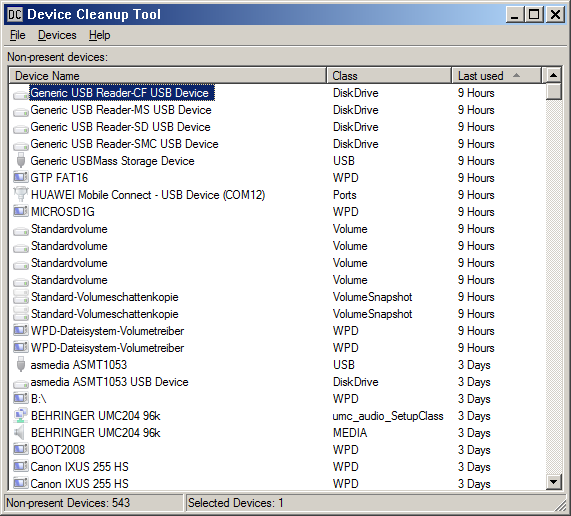 DC Device Cleanup Tool
File Devices Help
Non-present devices:
Device Name Class Last used
Generic USB Reader-CF USB Device DiskDrive 9 Hours
Generic USB Reader-MS USB Device DiskDrive 9 Hours
Generic USB Reader-SD USB Device DiskDrive 9 Hours
Generic USB Reader-SMC USB Device DiskDrive 9 Hours
Generic USBMass Storage Device USB 9 Hours
GTP FAT16 WPD 9 Hours
HUAWEI Mobile Connect - USB Device (COM12) Ports 9 Hours
MICROSD1G WPD 9 Hours
Standardvolume Volume 9 Hours
Standardvolume Volume 9 Hours
Standardvolume Volume 9 Hours
Standardvolume Volume 9 Hours
Standard-Volumeschattenkopie VolumeSnapshot 9 Hours
Standard-Volumeschattenkopie VolumeSnapshot 9 Hours
WPD-Dateisystem-Volumetreiber WPD 9 Hours
WPD-Dateisystem-Volumetreiber WPD 9 Hours
asmedia ASMT1053 USB 3 Days
asmedia ASMT1053 USB Device DiskDrive 3 Days
B:\ WPD 3 Days
BEHRINGER UMC204 96k umc_audio_SetupClass 3 Days
BEHRINGER UMC204 96k MEDIA 3 Days
BOOT2008 WPD 3 Days
Canon IXUS 255 HS WPD 3 Days
Canon IXUS 255 HS WPD 3 Days
Non-present Devices: 543 Selected Devices: 1